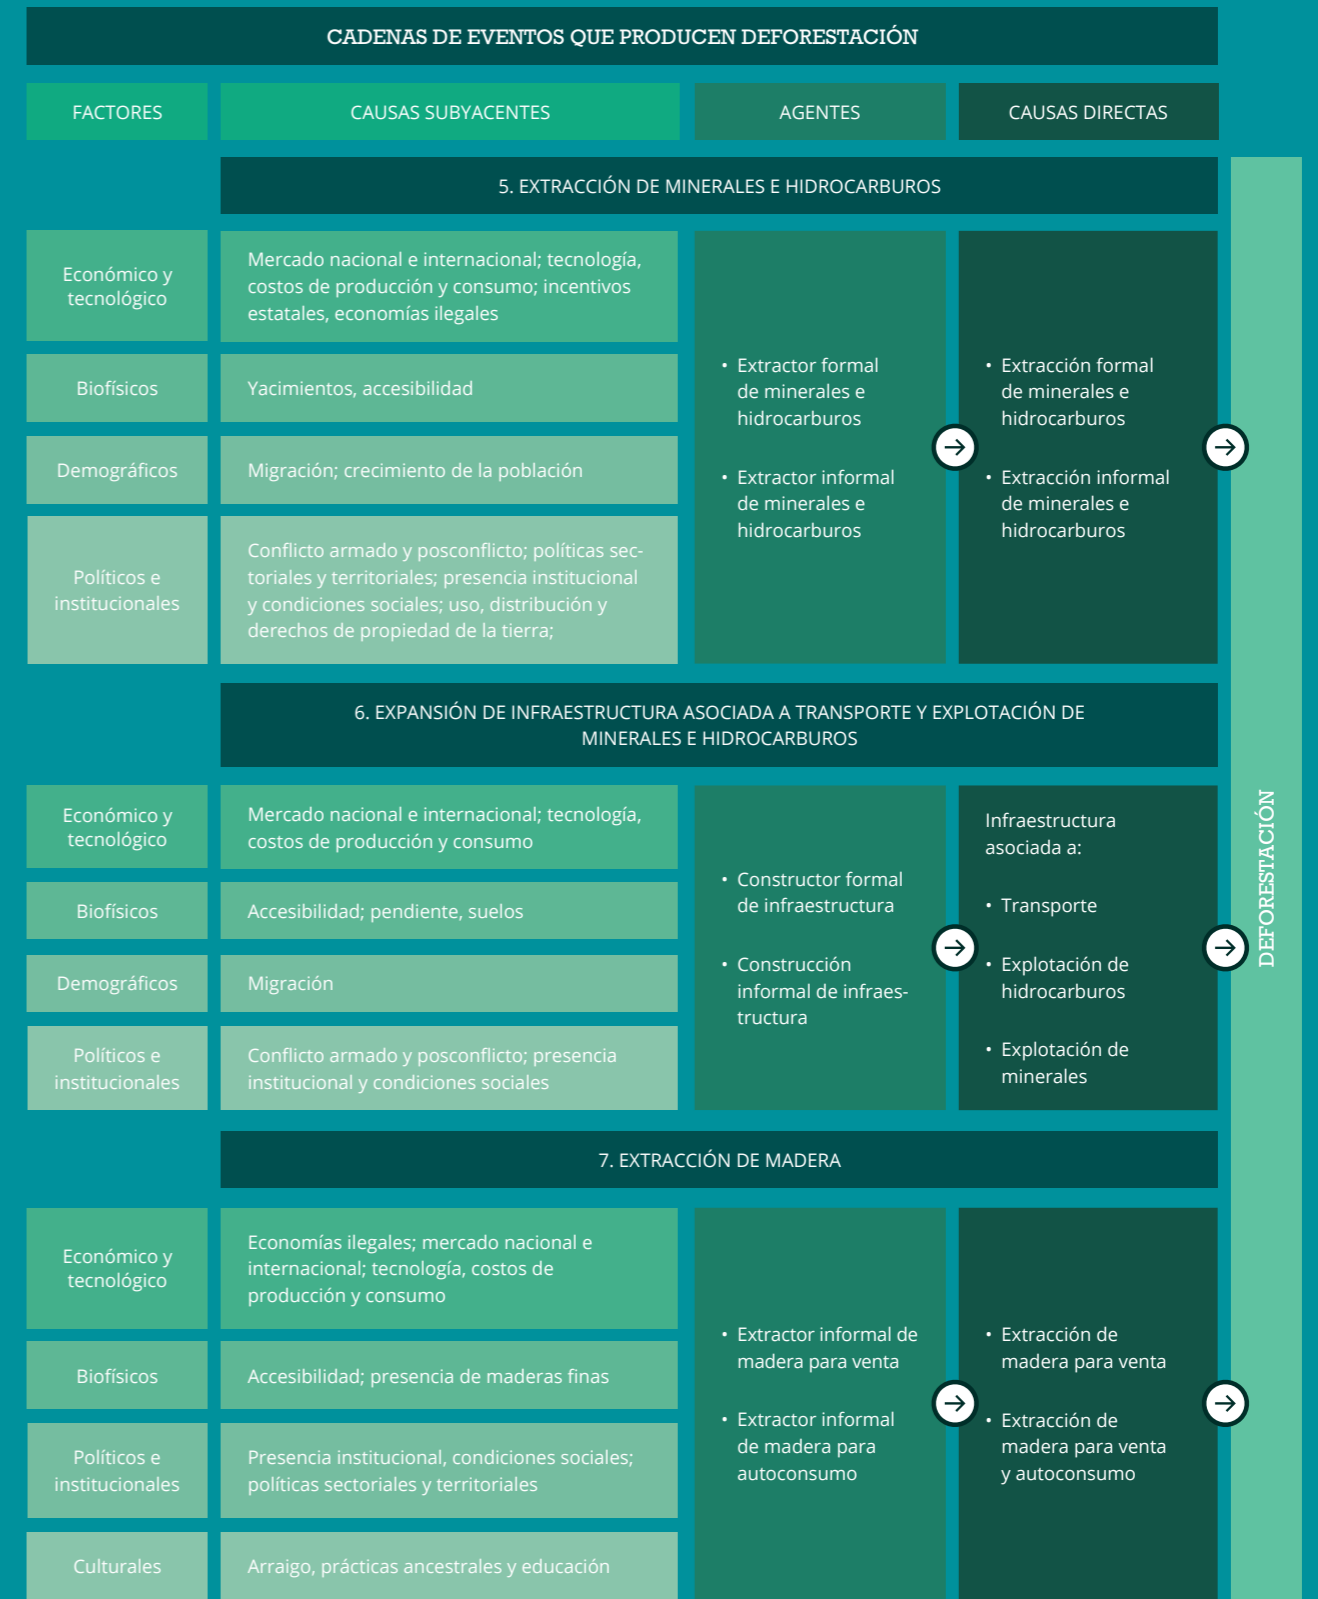 CADENAS DE EVENTOS QUE PRODUCEN DEFORESTACIÓN
FACTORES
CAUSAS SUBYACENTES
AGENTES
CAUSAS DIRECTAS
5. EXTRACCIÓN DE MINERALES E HIDROCARBUROS
Económico y
tecnológico
Mercado nacional e internacional; tecnología,
costos de producción y consumo; incentivos
estatales, economías ilegales
Biofísicos
Yacimientos, accesibilidad
Demográficos
Migración; crecimiento de la población
Políticos e
institucionales
Conflicto armado y posconflicto; políticas sec-
toriales y territoriales; presencia institucional
y condiciones sociales; uso, distribución y
derechos de propiedad de la tierra;
• Extractor formal
de minerales e
hidrocarburos
• Extractor informal
de minerales e
hidrocarburos
• Extracción formal
de minerales e
hidrocarburos
• Extracción informal
de minerales e
hidrocarburos
6. EXPANSIÓN DE INFRAESTRUCTURA ASOCIADA A TRANSPORTE Y EXPLOTACIÓN DE
MINERALES E HIDROCARBUROS
Económico y
tecnológico
Mercado nacional e internacional; tecnología,
costos de producción y consumo
Biofísicos
Accesibilidad; pendiente, suelos
Demográficos
Migración
Políticos e
institucionales
Conflicto armado y posconflicto; presencia
institucional y condiciones sociales
• Constructor formal
de infraestructura
• Construcción
informal de infraes-
tructura
Infraestructura
asociada a:
• Transporte
• Explotación de
hidrocarburos
• Explotación de
minerales
7. EXTRACCIÓN DE MADERA
Económico y
tecnológico
Economías ilegales; mercado nacional e
internacional; tecnología, costos de
producción y consumo
Biofísicos
Accesibilidad; presencia de maderas finas
Políticos e
institucionales
Presencia institucional, condiciones sociales;
políticas sectoriales y territoriales
Culturales
Arraigo, prácticas ancestrales y educación
• Extractor informal de
madera para venta
• Extractor informal
de madera para
autoconsumo
• Extracción de
madera para venta
• Extracción de
madera para venta
y autoconsumo
DEFORESTACIÓN